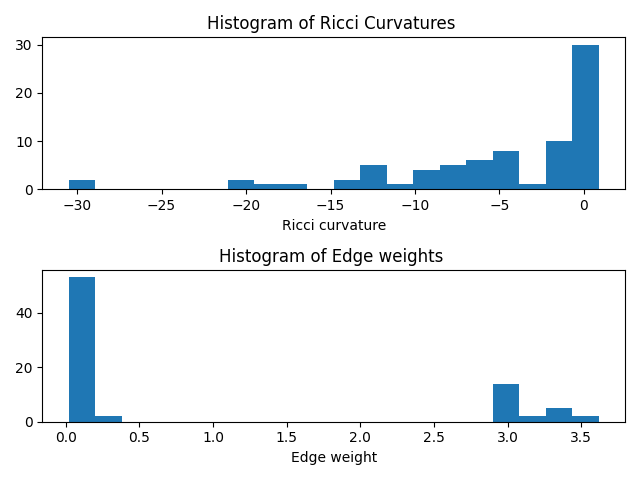 Histogram of Ricci Curvatures
30
20
10
0
−30 −25 −20 −15 −10 −5 0
Ricci curvature
Histogram of Edge weights
40
20
0
0.0 0.5 1.0 1.5 2.0 2.5 3.0 3.5
Edge weight